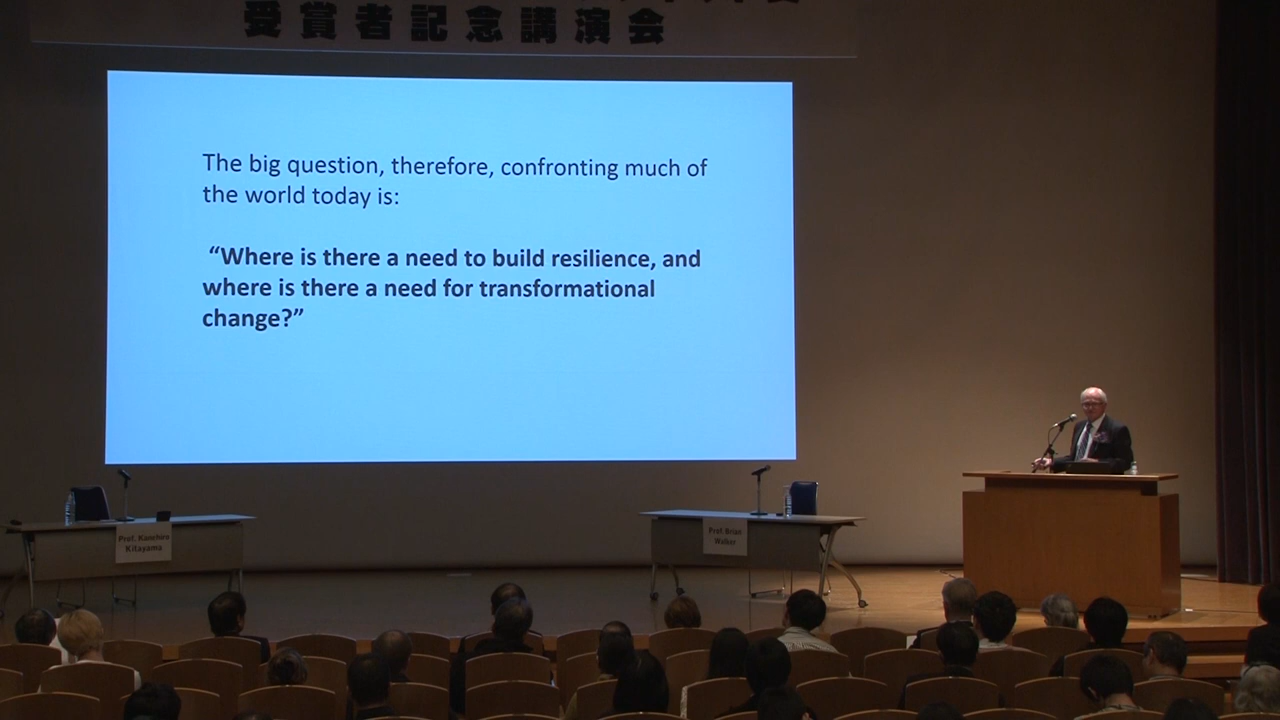 受賞者記念講演会
The big question, therefore, confronting much of
the world today is:
“Where is there a need to build resilience, and
where is there a need for transformational
change?”
Prof. Kanehiro
Kitayama
Prof. Brian
Walker